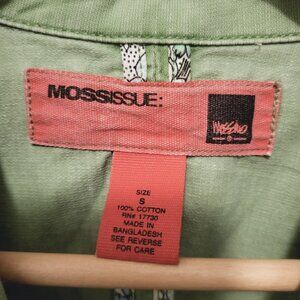 MOSSISSUE:
MOSSIMO
SIZE
S
100% COTTON
RN# 17730
MADE IN
BANGLADESH
SEE REVERSE
FOR CARE